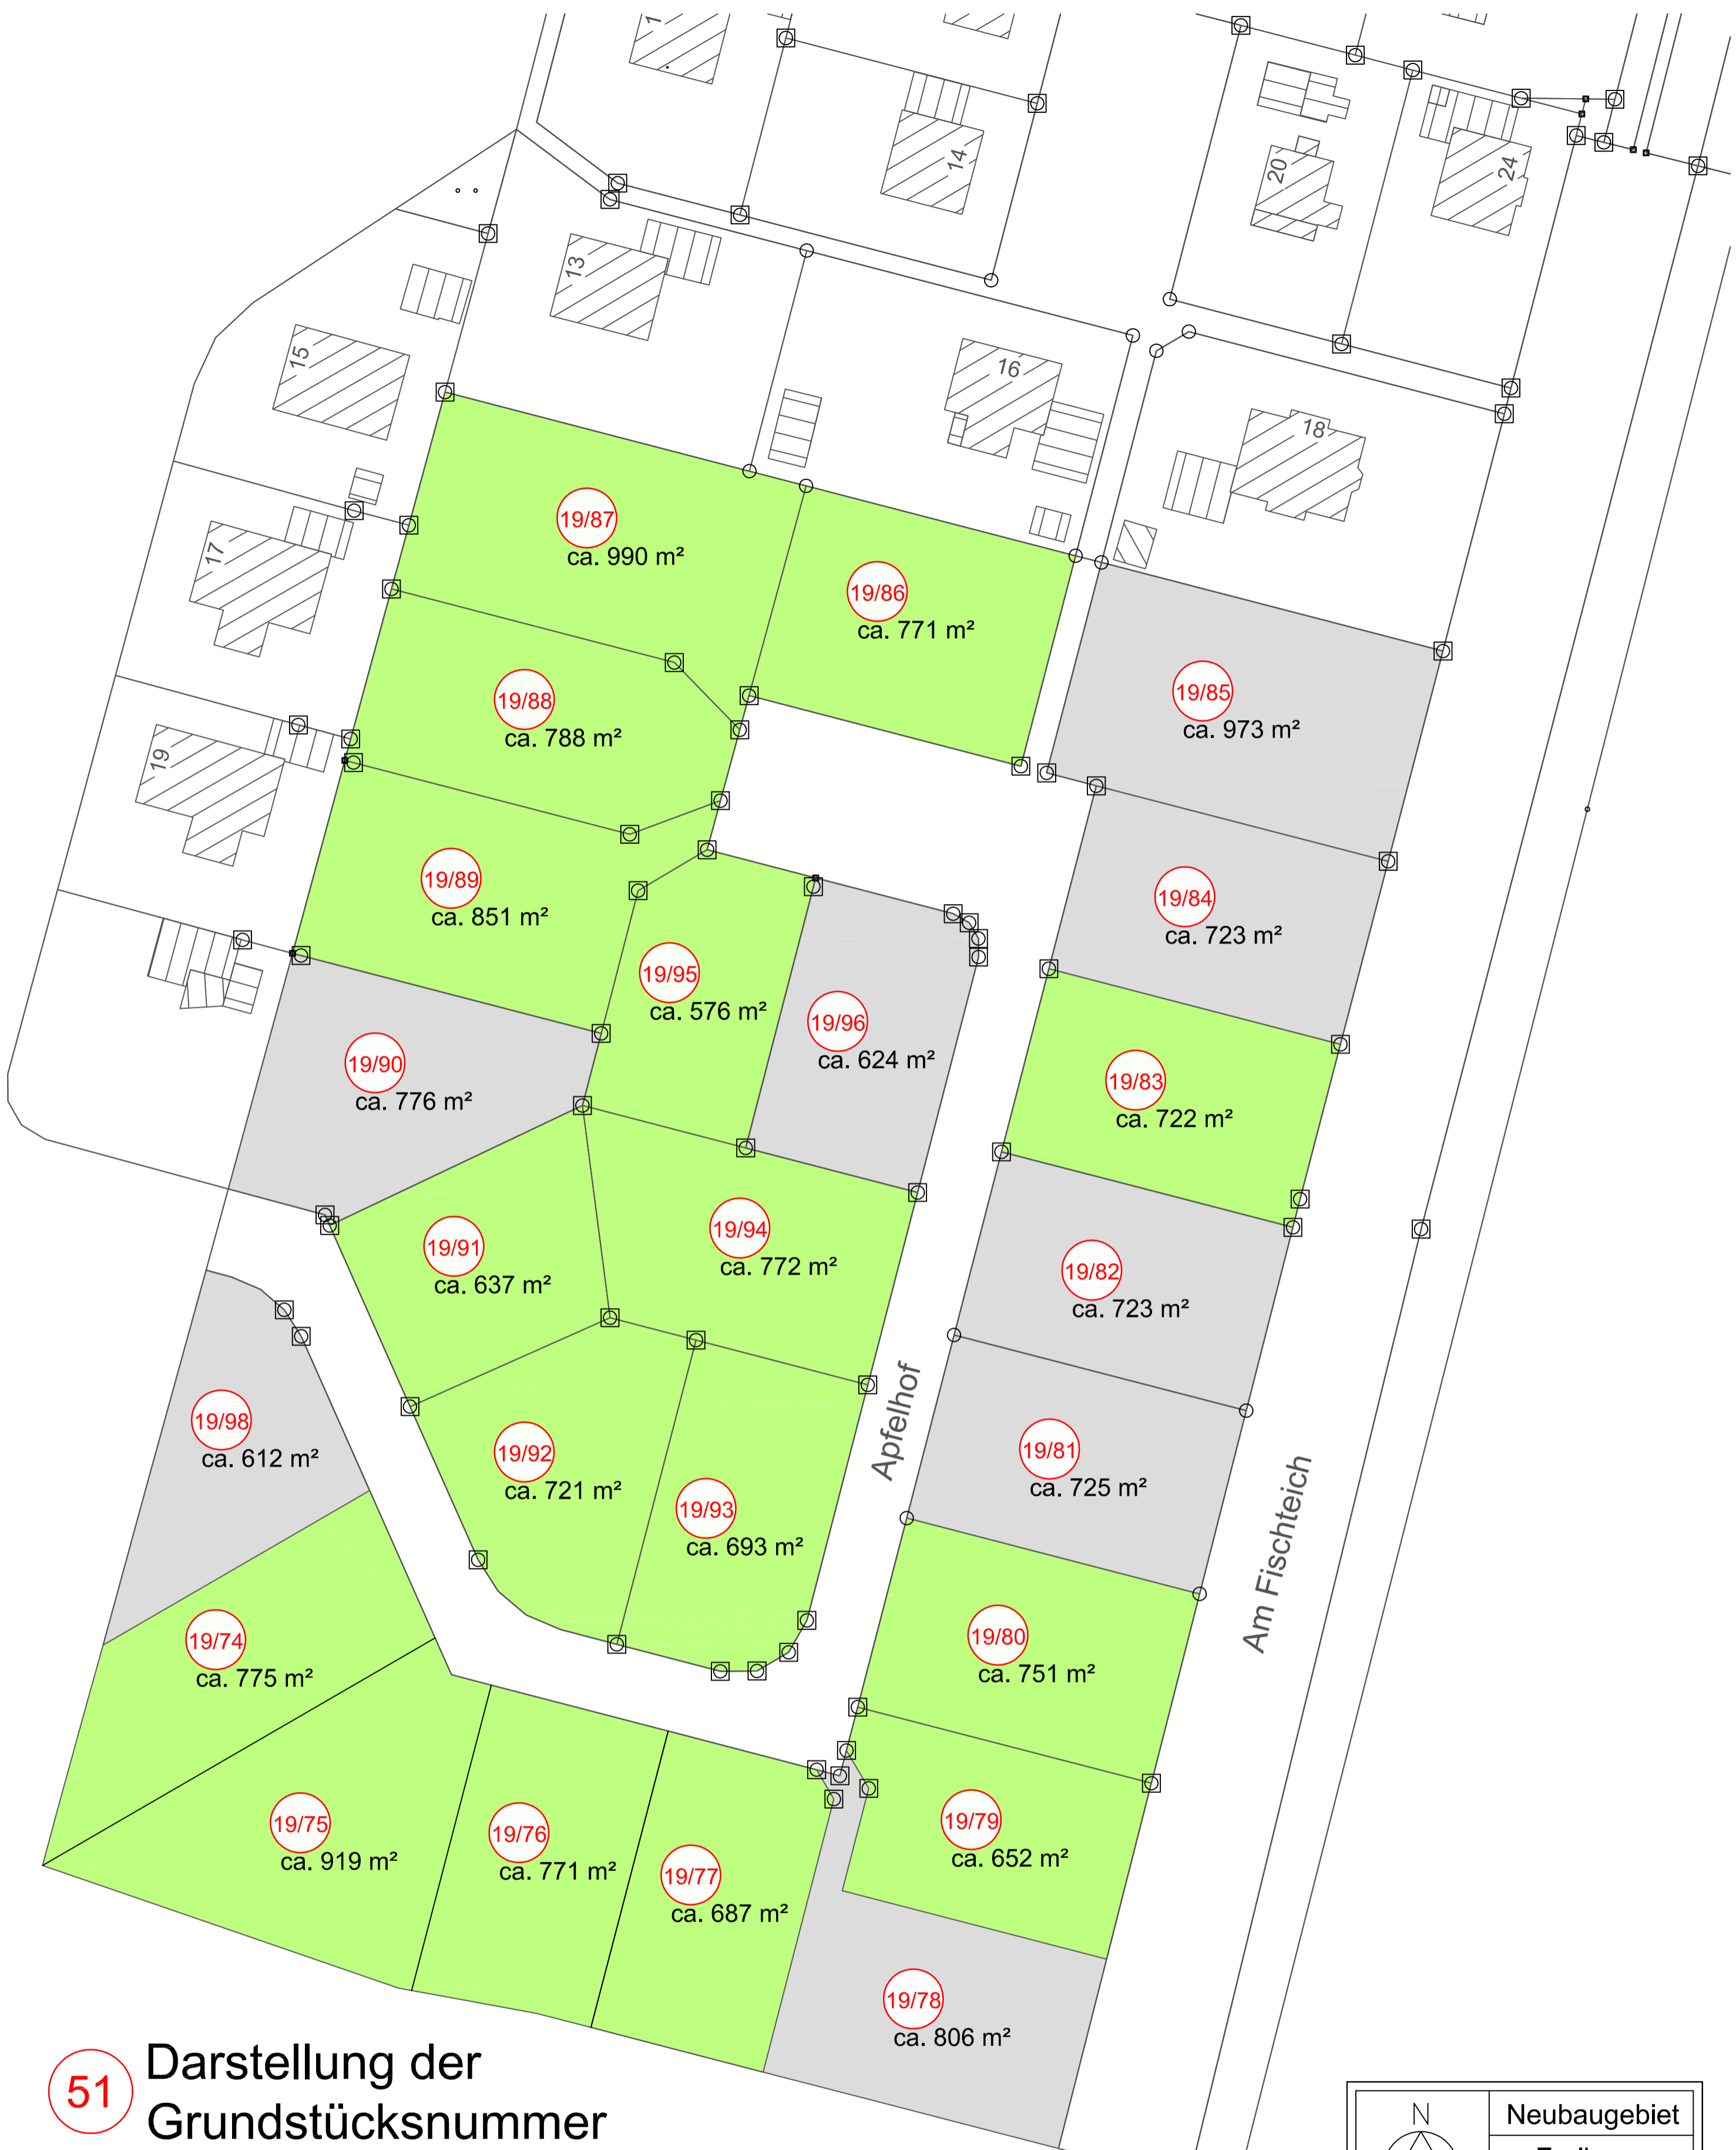 14
20
24
13
15
16
18
17
19
19/87
ca. 990 m²
19/86
ca. 771 m²
19/85
ca. 973 m²
19/88
ca. 788 m²
19/89
ca. 851 m²
19/84
ca. 723 m²
19/95
ca. 576 m²
19/96
ca. 624 m²
19/90
ca. 776 m²
19/83
ca. 722 m²
19/91
ca. 637 m²
19/94
ca. 772 m²
19/82
ca. 723 m²
19/98
ca. 612 m²
19/92
ca. 721 m²
19/93
ca. 693 m²
Apfelhof
19/81
ca. 725 m²
Am Fischteich
19/74
ca. 775 m²
19/80
ca. 751 m²
19/75
ca. 919 m²
19/76
ca. 771 m²
19/77
ca. 687 m²
19/79
ca. 652 m²
19/78
ca. 806 m²
51
Darstellung der
Grundstücksnummer
N
Neubaugebiet